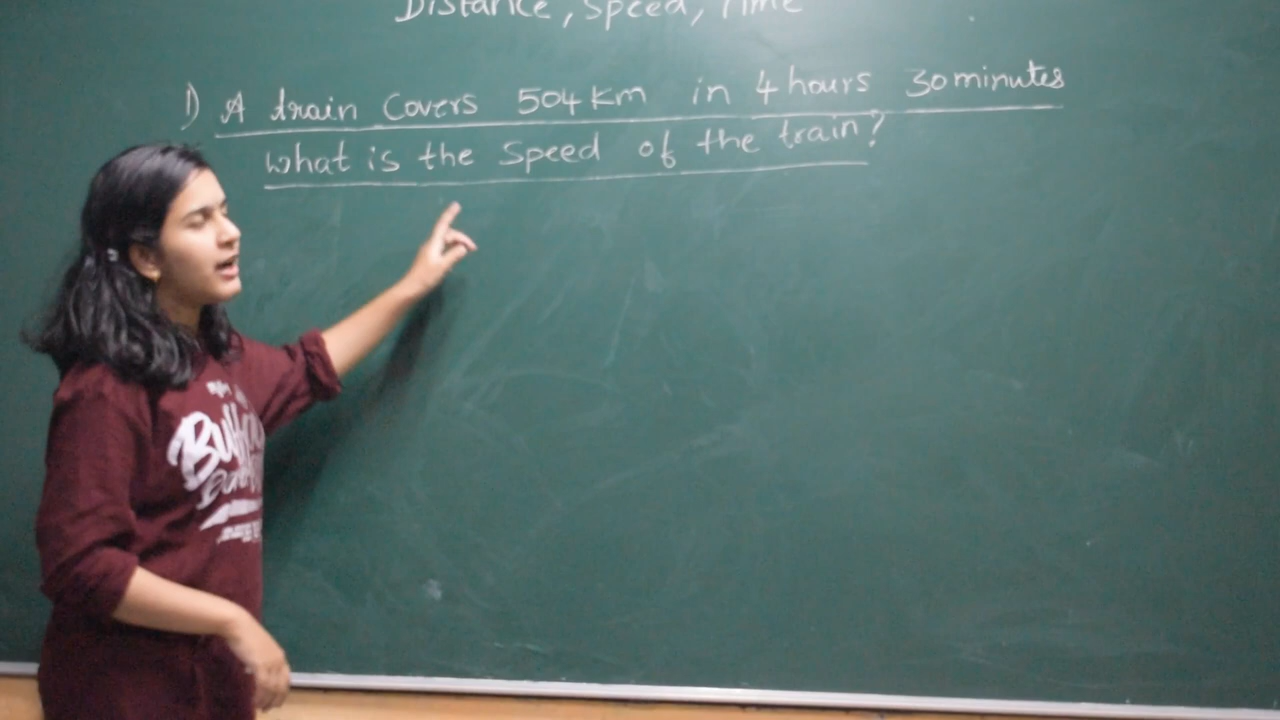 Distance, Speed, Time
1) A train Covers 504 Km in 4 hours 30 minutes
What is the Speed of the train?